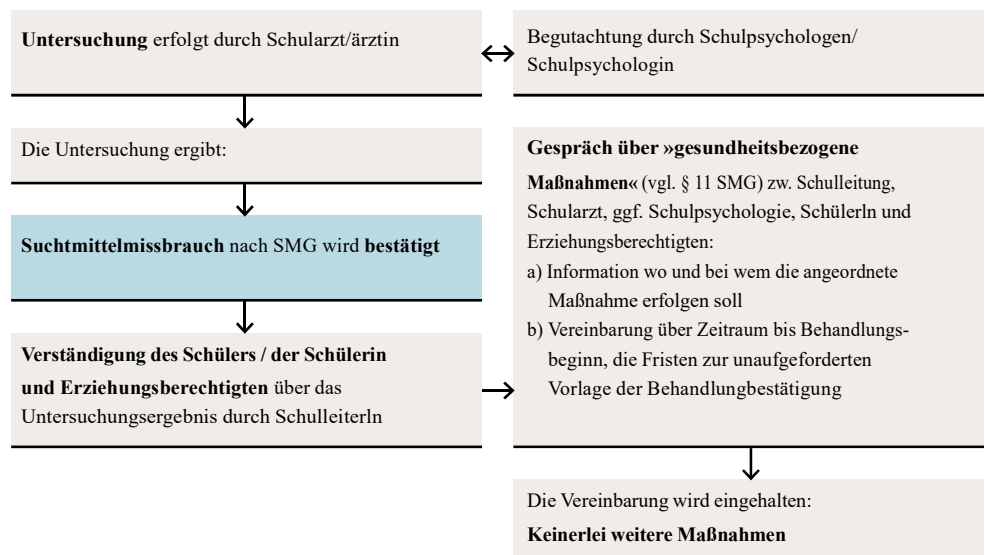 Untersuchung erfolgt durch Schularzt/ärztin
Begutachtung durch Schulpsychologen/
Schulpsychologin
Die Untersuchung ergibt:
Suchtmittelmissbrauch nach SMG wird bestätigt
Verständigung des Schülers / der Schülerin
und Erziehungsberechtigten über das
Untersuchungsergebnis durch SchulleiterIn
Gespräch über »gesundheitsbezogene
Maßnahmen« (vgl. § 11 SMG) zw. Schulleitung,
Schularzt, ggf. Schulpsychologie, SchülerIn und
Erziehungsberechtigten:
a) Information wo und bei wem die angeordnete
Maßnahme erfolgen soll
b) Vereinbarung über Zeitraum bis Behandlungs-
beginn, die Fristen zur unaufgeforderten
Vorlage der Behandlungbestätigung
Die Vereinbarung wird eingehalten:
Keinerlei weitere Maßnahmen